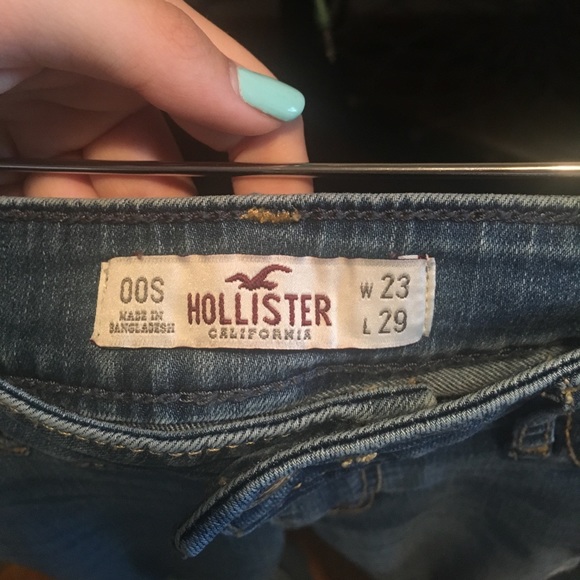 00S
MADE IN
BANGLADESH
HOLLISTER
CALIFORNIA
W 23
L 29